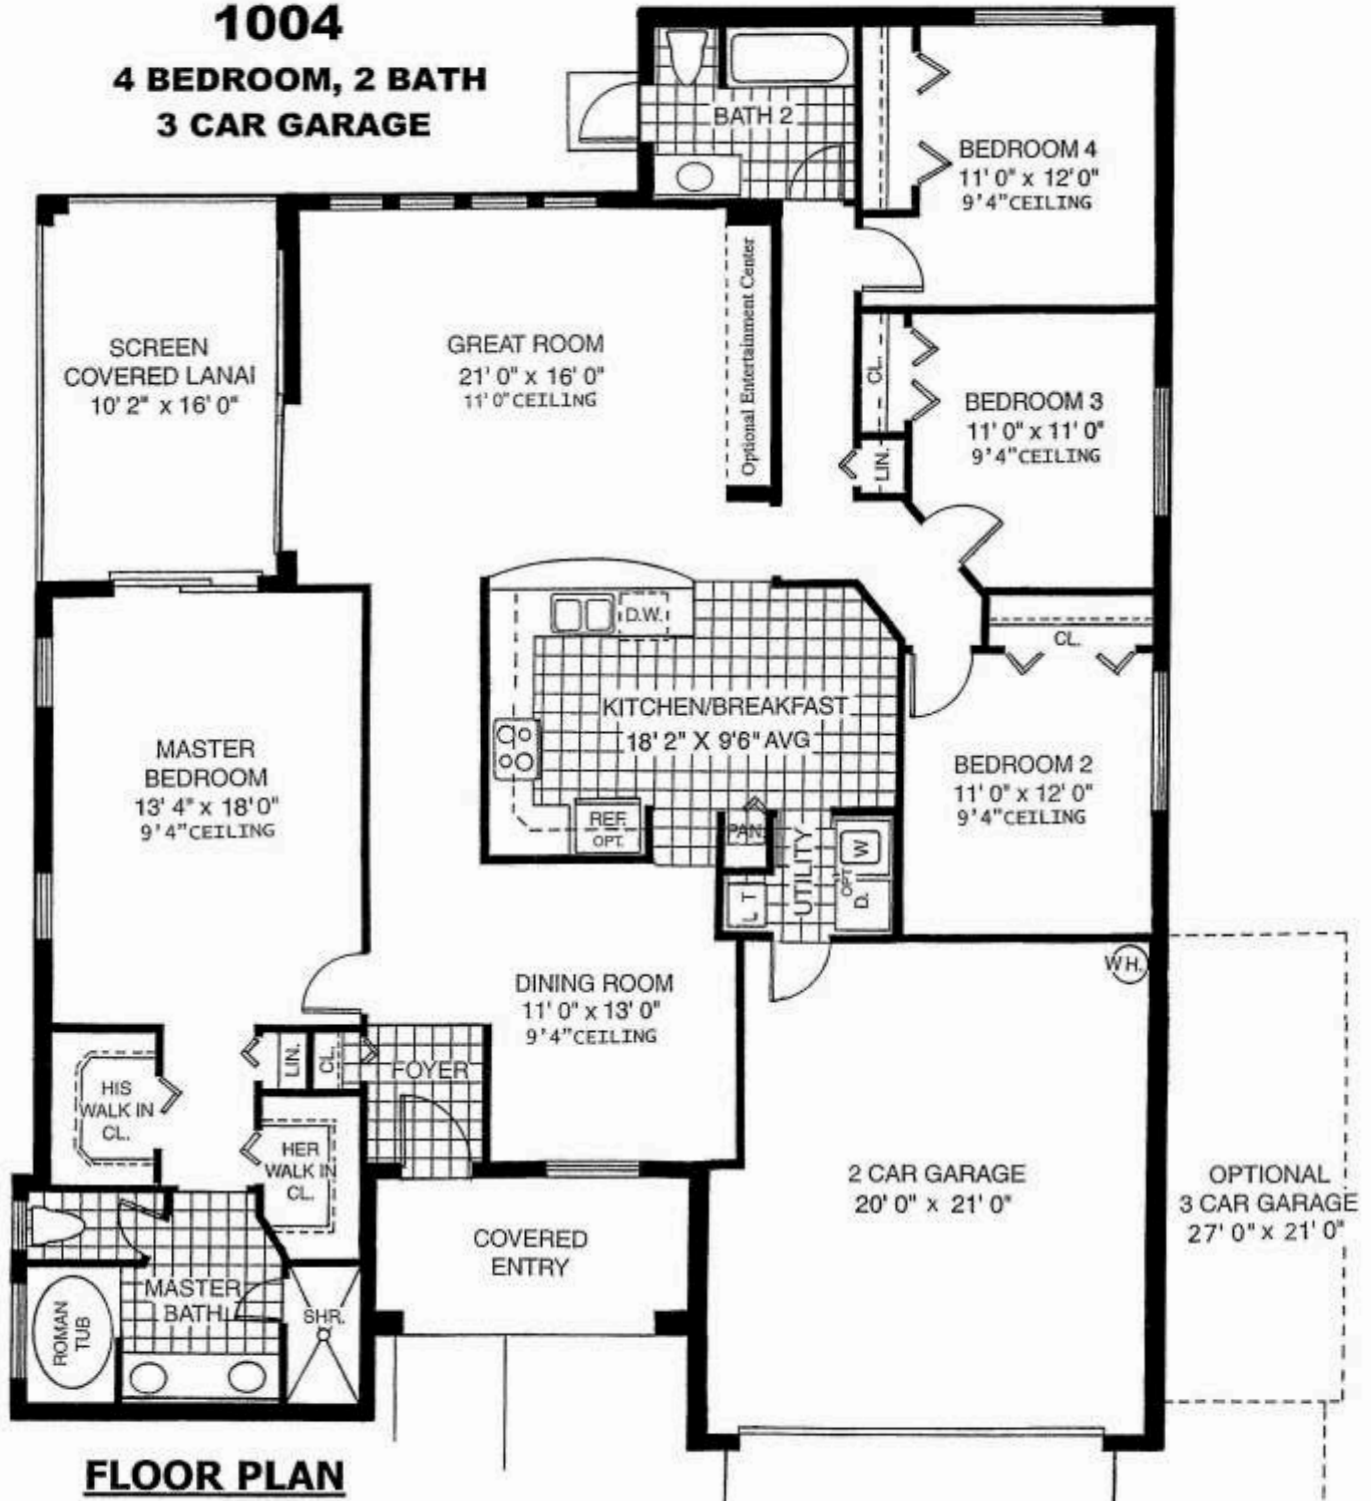 1004
4 BEDROOM, 2 BATH
3 CAR GARAGE
BATH 2
BEDROOM 4
11' 0" x 12' 0"
9'4" CEILING
SCREEN
COVERED LANAI
10' 2" x 16' 0"
GREAT ROOM
21' 0" x 16' 0"
11' 0" CEILING
Optional Entertainment Center
CL.
BEDROOM 3
11' 0" x 11' 0"
9'4" CEILING
LIN.
D.W.
CL.
KITCHEN/BREAKFAST
18' 2" X 9'6" AVG
MASTER
BEDROOM
13' 4" x 18' 0"
9'4" CEILING
BEDROOM 2
11' 0" x 12' 0"
9'4" CEILING
REF.
OPT.
PAN.
UTILITY
W
OPT
D.
L T
WH.
DINING ROOM
11' 0" x 13' 0"
9'4" CEILING
LIN.
CL.
FOYER
HIS
WALK IN
CL.
HER
WALK IN
CL.
2 CAR GARAGE
20' 0" x 21' 0"
OPTIONAL
3 CAR GARAGE
27' 0" x 21' 0"
COVERED
ENTRY
MASTER
BATH
ROMAN
TUB
SHR.
FLOOR PLAN